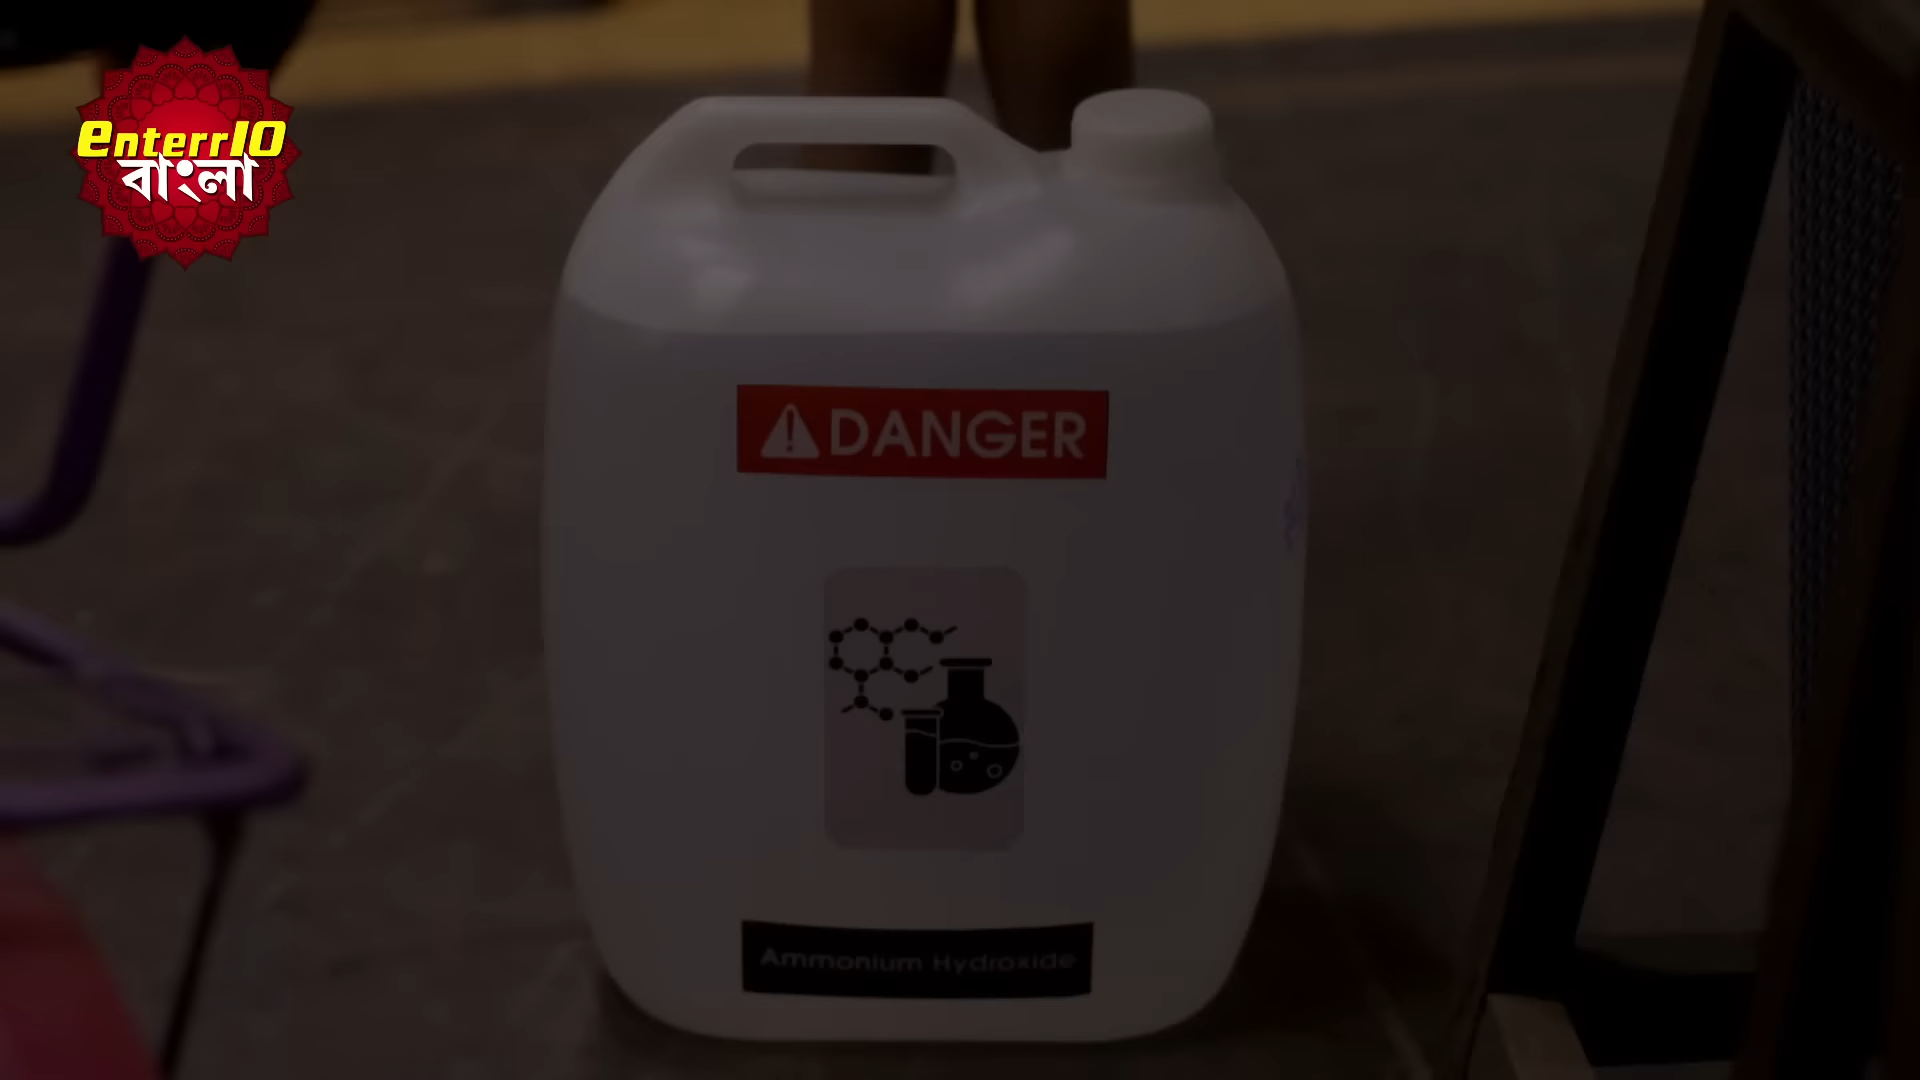 enterr10
বাংলা
DANGER
Ammonium Hydroxide